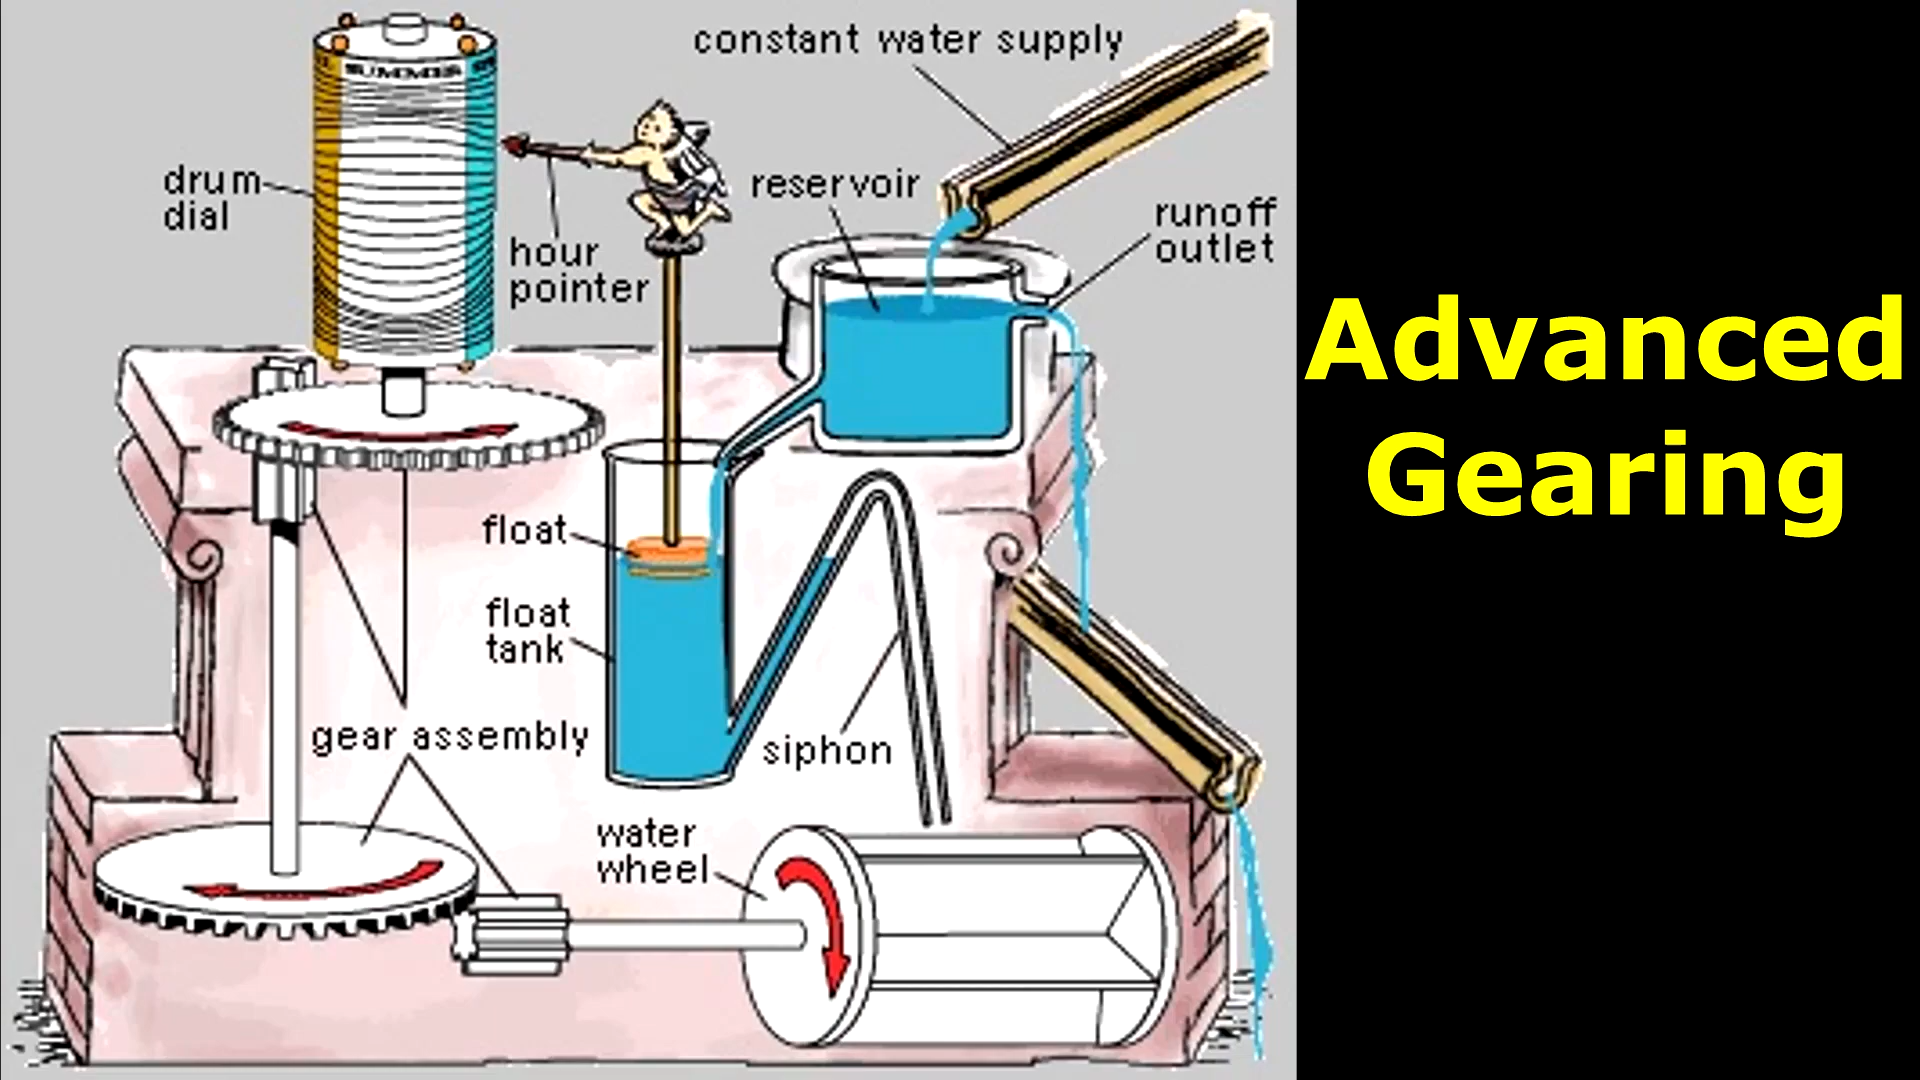 constant water supply
SUMMER
drum
dial
reservoir
runoff
outlet
hour
pointer
float
float
tank
gear assembly
siphon
water
wheel
Advanced
Gearing